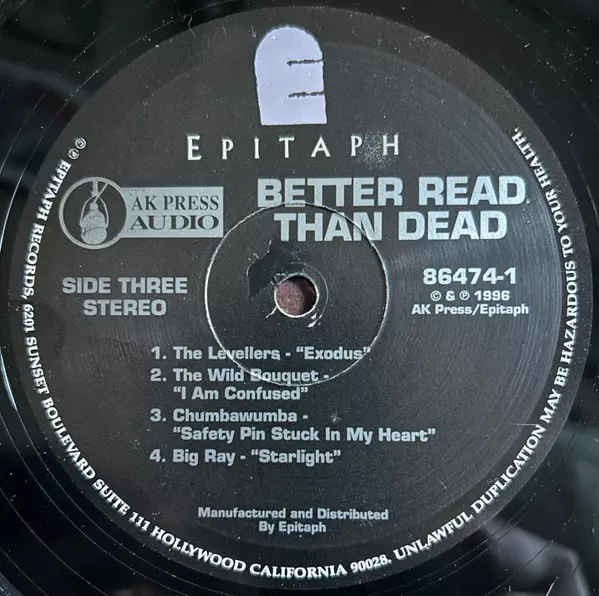 E
EPITAPH
AK PRESS
AUDIO
BETTER READ
THAN DEAD
SIDE THREE
STEREO
86474-1
© & ℗ 1996
AK Press/Epitaph
1. The Levellers - “Exodus”
2. The Wild Bouquet -
“I Am Confused”
3. Chumbawumba -
“Safety Pin Stuck In My Heart”
4. Big Ray - “Starlight”
Manufactured and Distributed
By Epitaph
℗ © EPITAPH RECORDS, 6201 SUNSET BOULEVARD SUITE 111 HOLLYWOOD CALIFORNIA 90028. UNLAWFUL DUPLICATION MAY BE HAZARDOUS TO YOUR HEALTH.